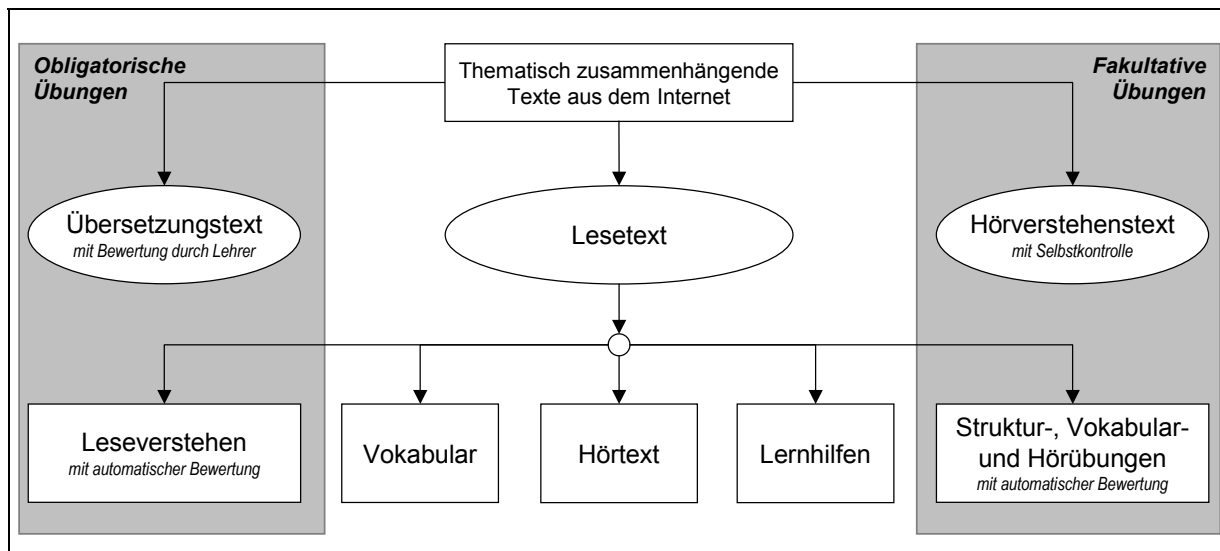 Obligatorische
Übungen
Thematisch zusammenhängende
Texte aus dem Internet
Fakultative
Übungen
Übersetzungstext
mit Bewertung durch Lehrer
Lesetext
Hörverstehenstext
mit Selbstkontrolle
Leseverstehen
mit automatischer Bewertung
Vokabular
Hörtext
Lernhilfen
Struktur-, Vokabular-
und Hörübungen
mit automatischer Bewertung